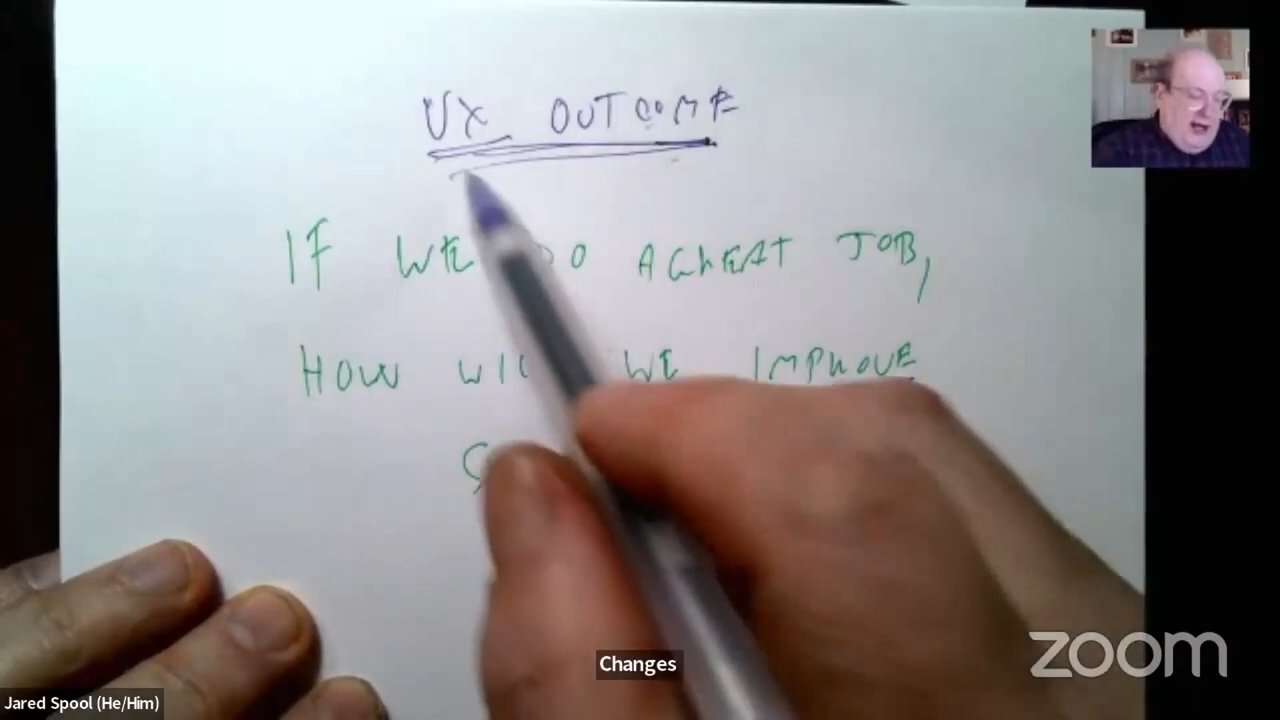 UX OUTCOME
IF WE DO A GREAT JOB,
HOW WILL WE IMPROVE
Changes
zoom
Jared Spool (He/Him)